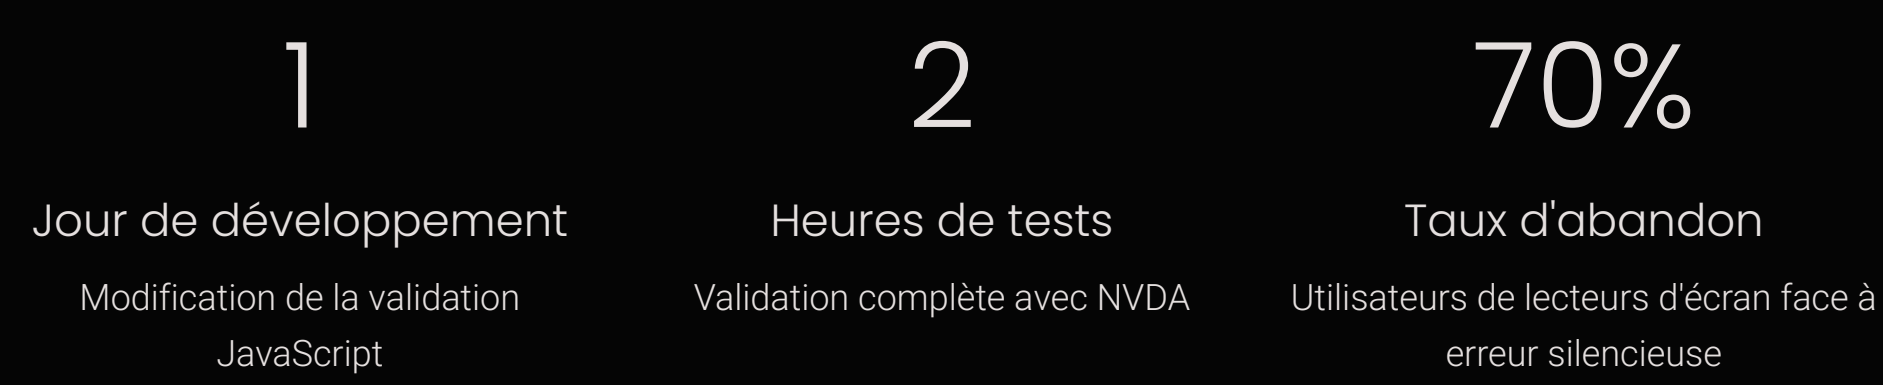 1
Jour de développement
Modification de la validation
JavaScript
2
Heures de tests
Validation complète avec NVDA
70%
Taux d'abandon
Utilisateurs de lecteurs d'écran face à
erreur silencieuse